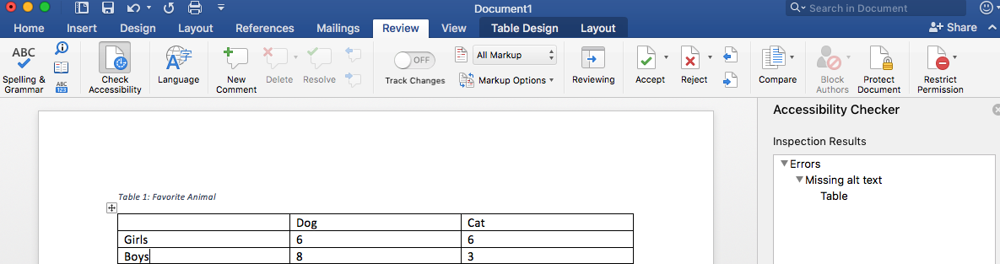 Document1
Search in Document
Home Insert Design Layout References Mailings Review View Table Design Layout Share
ABC
Spelling & Grammar
ABC 123
Check Accessibility
Language
New Comment
Delete
Resolve
OFF
Track Changes
All Markup
Markup Options
Reviewing
Accept
Reject
Compare
Block Authors
Protect Document
Restrict Permission
Accessibility Checker
Inspection Results
Errors
Missing alt text
Table
Table 1: Favorite Animal
Dog Cat
Girls 6 6
Boys 8 3